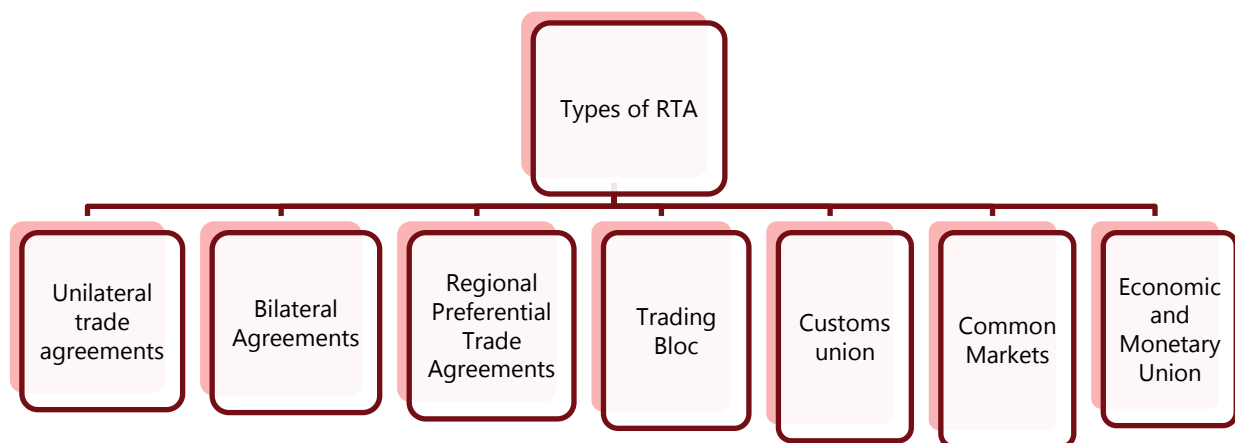 Types of RTA
Unilateral
trade
agreements
Bilateral
Agreements
Regional
Preferential
Trade
Agreements
Trading
Bloc
Customs
union
Common
Markets
Economic
and
Monetary
Union